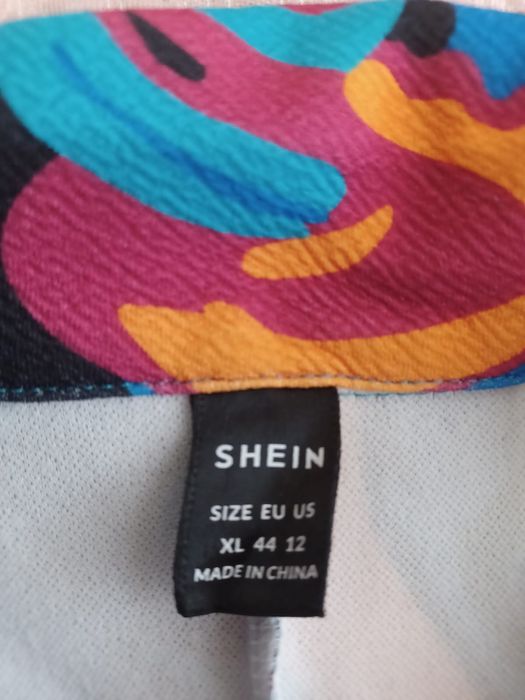 SHEIN
SIZE EU US
XL 44 12
MADE IN CHINA